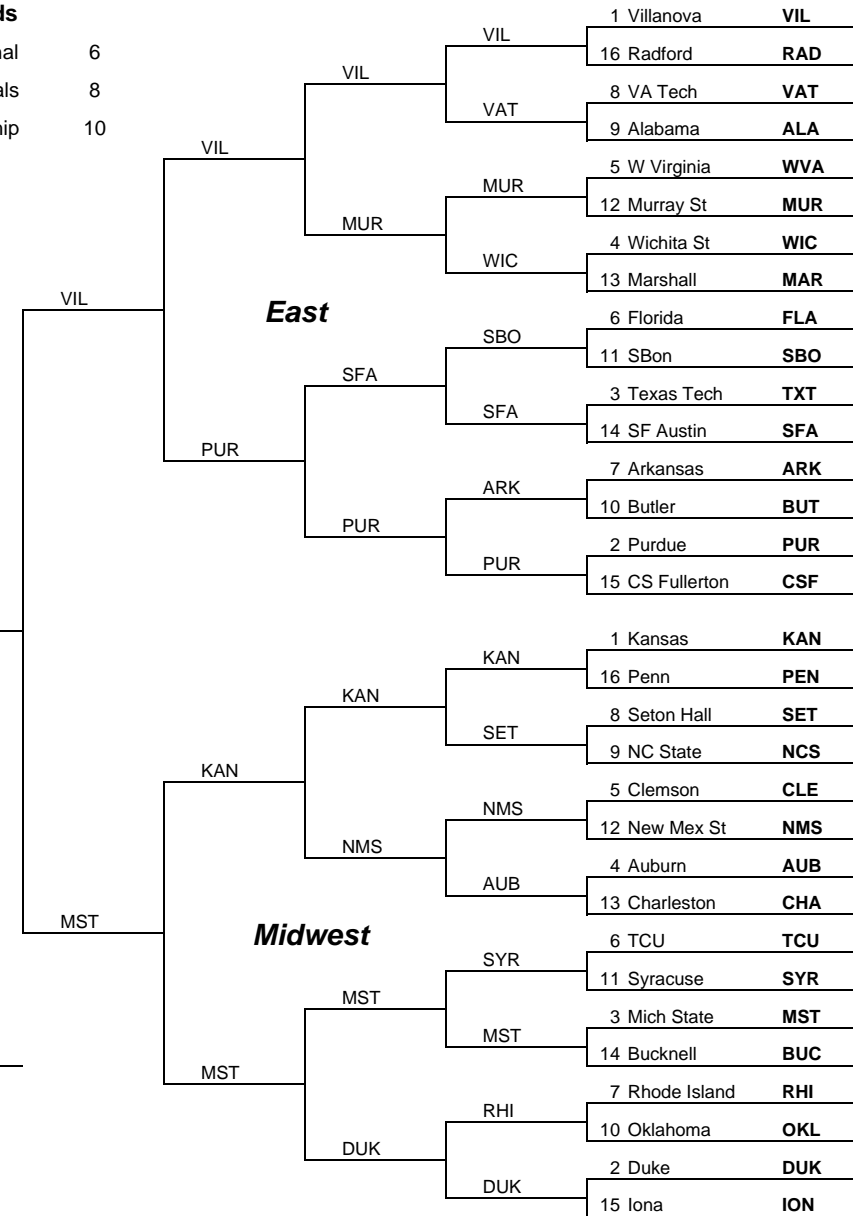 ds
nal 6
als 8
hip 10
1 Villanova VIL
VIL
16 Radford RAD
VIL
8 VA Tech VAT
VAT
9 Alabama ALA
VIL
5 W Virginia WVA
MUR
12 Murray St MUR
MUR
4 Wichita St WIC
WIC
13 Marshall MAR
VIL
East
6 Florida FLA
SBO
11 SBon SBO
SFA
3 Texas Tech TXT
SFA
14 SF Austin SFA
PUR
7 Arkansas ARK
ARK
10 Butler BUT
PUR
2 Purdue PUR
PUR
15 CS Fullerton CSF
1 Kansas KAN
KAN
16 Penn PEN
KAN
8 Seton Hall SET
SET
9 NC State NCS
KAN
5 Clemson CLE
NMS
12 New Mex St NMS
NMS
4 Auburn AUB
AUB
13 Charleston CHA
MST
Midwest
6 TCU TCU
SYR
11 Syracuse SYR
MST
3 Mich State MST
MST
14 Bucknell BUC
MST
7 Rhode Island RHI
RHI
10 Oklahoma OKL
DUK
2 Duke DUK
DUK
15 Iona ION